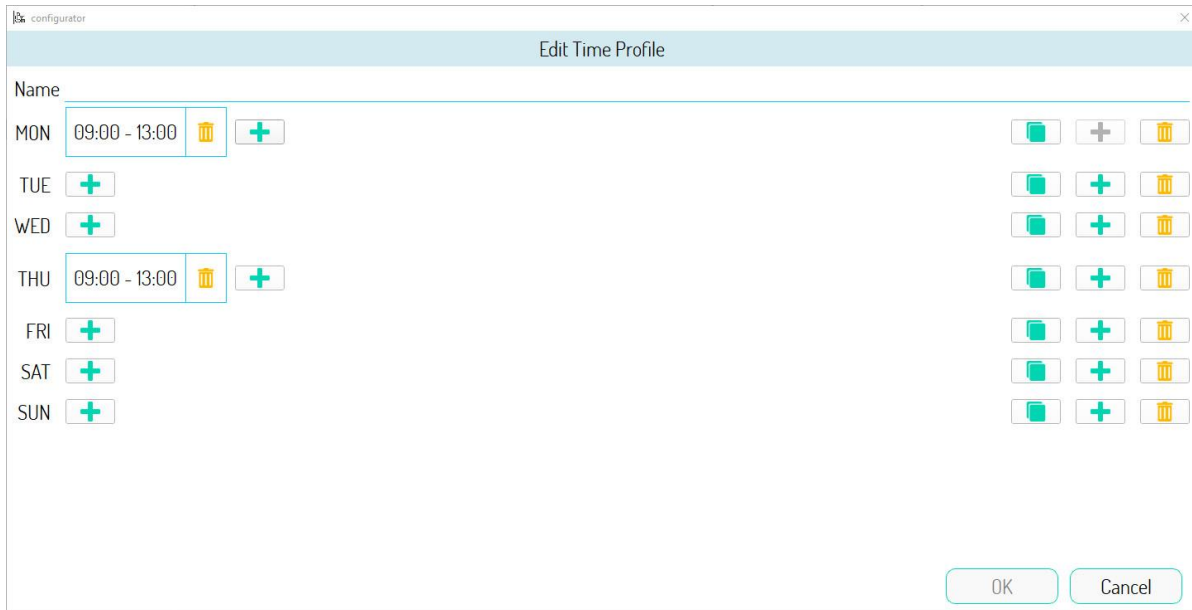 configurator
Edit Time Profile
Name
MON 09:00 - 13:00
TUE
WED
THU 09:00 - 13:00
FRI
SAT
SUN
OK Cancel